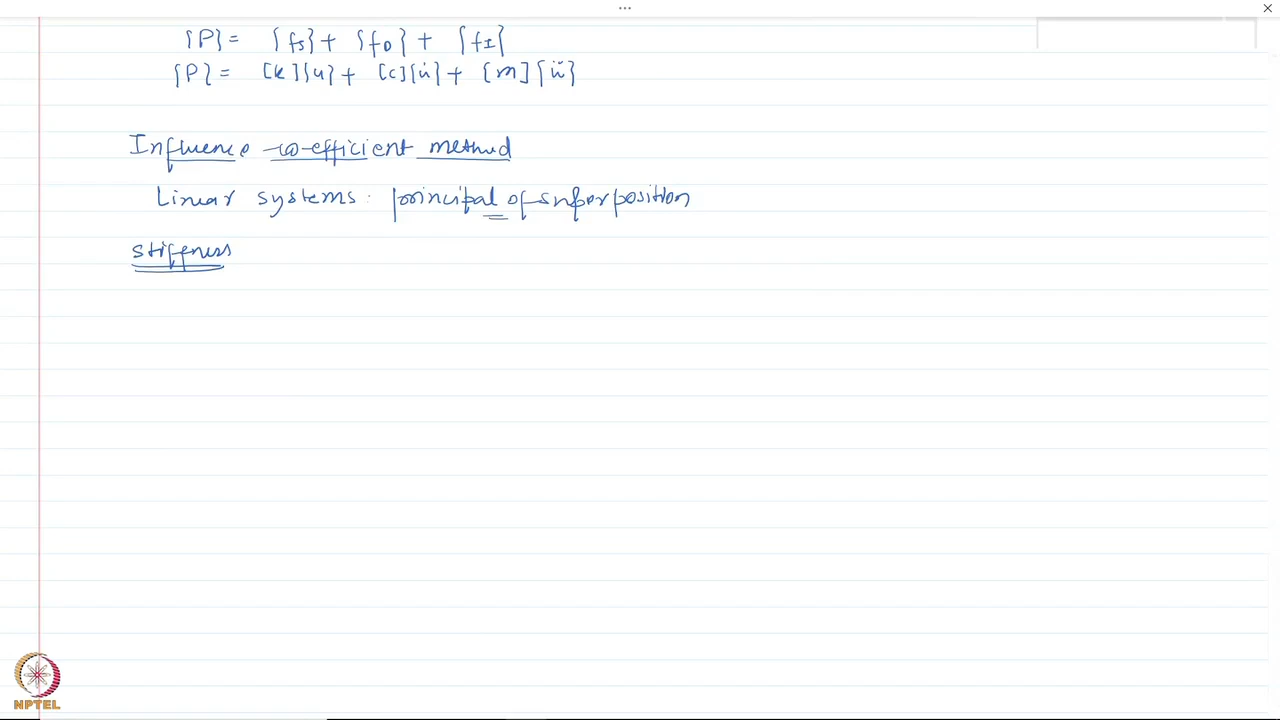 {P} = {fs} + {fD} + {fI}
{P} = [k]{u} + [c]{u̇} + [m]{ü}
Influence co-efficient method
Linear systems: principal of superposition
stiffness
NPTEL